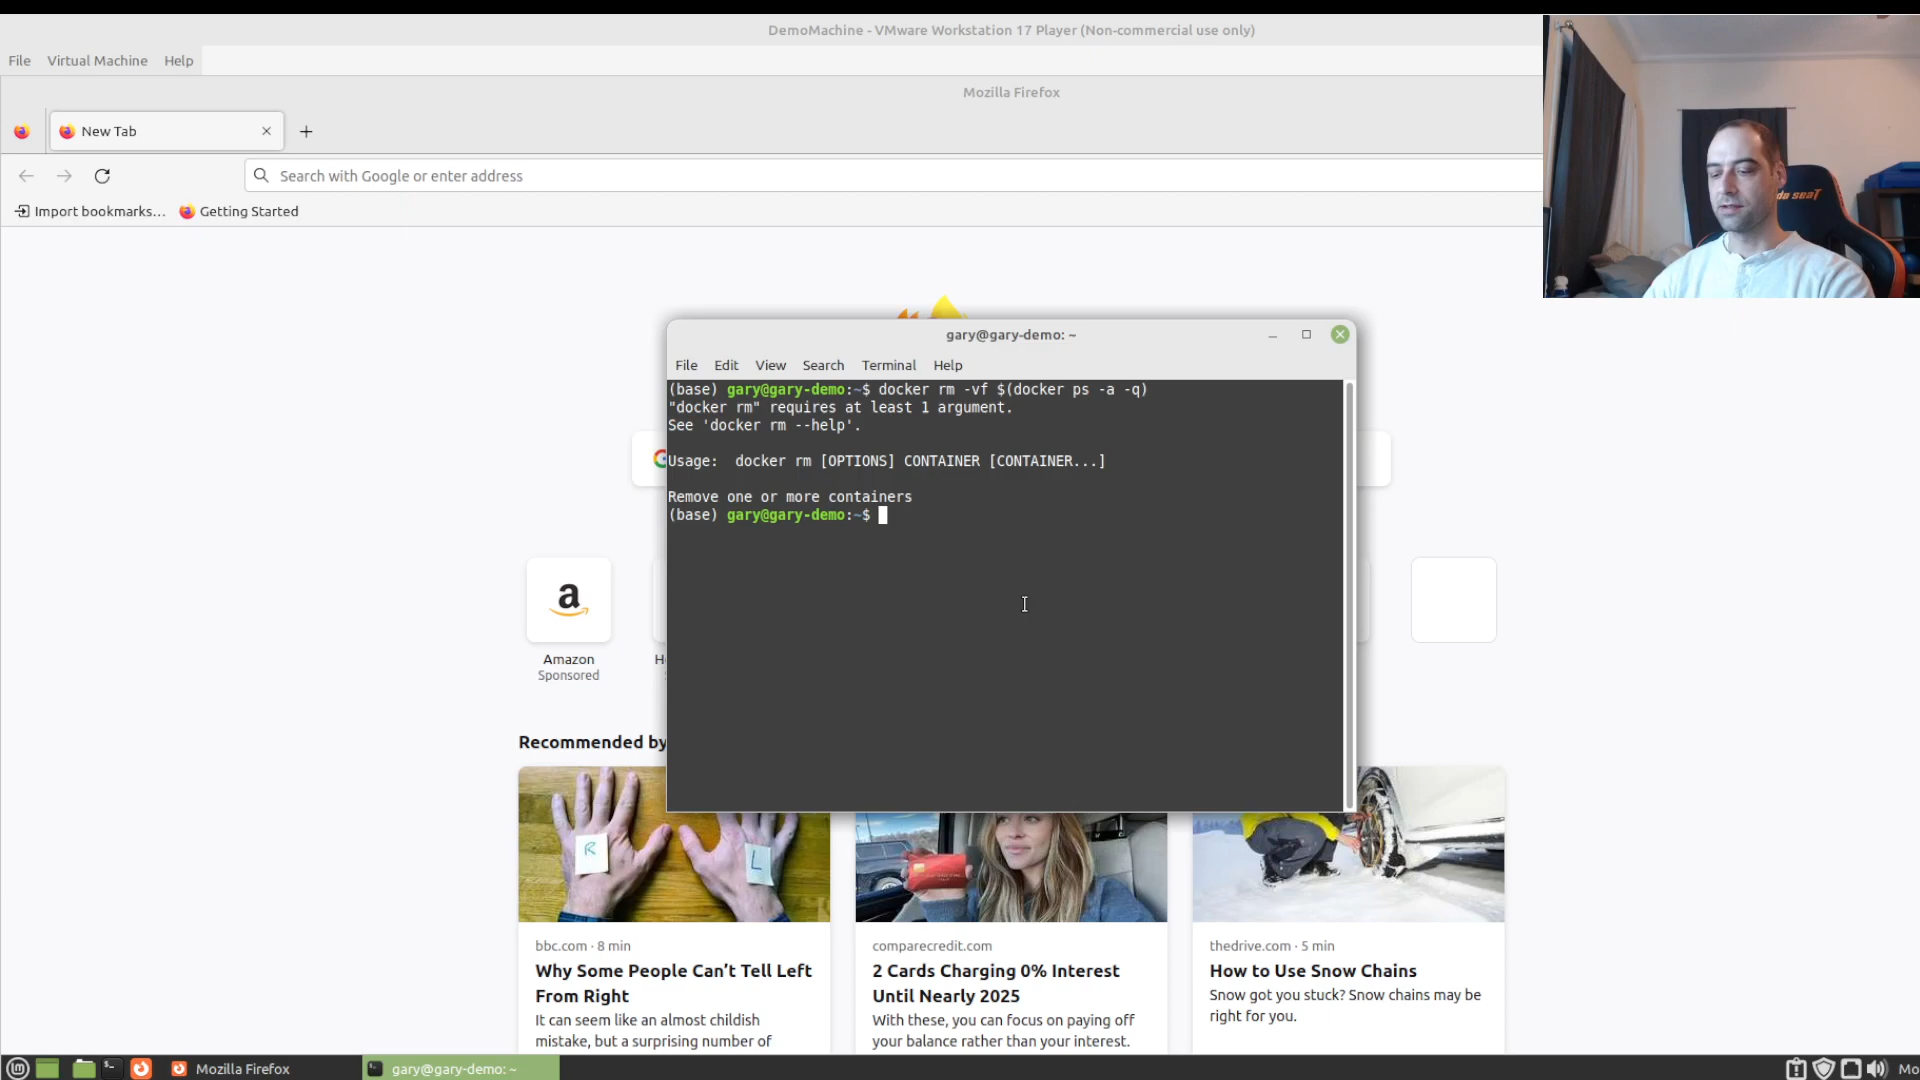 DemoMachine - VMware Workstation 17 Player (Non-commercial use only)
File Virtual Machine Help
Mozilla Firefox
New Tab
Search with Google or enter address
Import bookmarks... Getting Started
gary@gary-demo: ~
File Edit View Search Terminal Help
(base) gary@gary-demo:~$ docker rm -vf $(docker ps -a -q)
"docker rm" requires at least 1 argument.
See 'docker rm --help'.
Usage:  docker rm [OPTIONS] CONTAINER [CONTAINER...]
Remove one or more containers
(base) gary@gary-demo:~$
a
Amazon
Sponsored
Recommended by
R
L
bbc.com · 8 min
Why Some People Can’t Tell Left
From Right
It can seem like an almost childish
mistake, but a surprising number of
comparecredit.com
2 Cards Charging 0% Interest
Until Nearly 2025
With these, you can focus on paying off
your balance rather than your interest.
thedrive.com · 5 min
How to Use Snow Chains
Snow got you stuck? Snow chains may be
right for you.
Mozilla Firefox
gary@gary-demo: ~
Mo